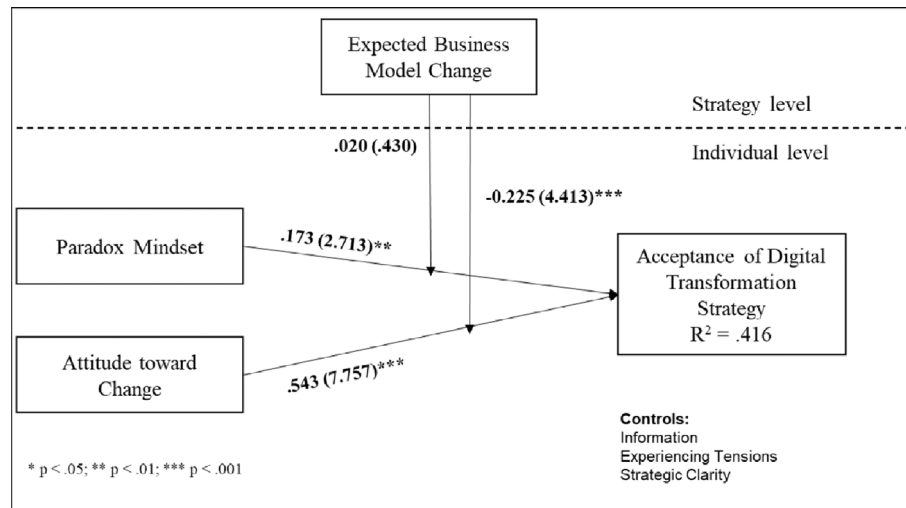 Expected Business
Model Change
Strategy level
Individual level
.020 (.430)
-0.225 (4.413)***
Paradox Mindset
.173 (2.713)**
Acceptance of Digital
Transformation
Strategy
R² = .416
Attitude toward
Change
.543 (7.757)***
Controls:
Information
Experiencing Tensions
Strategic Clarity
* p < .05; ** p < .01; *** p < .001